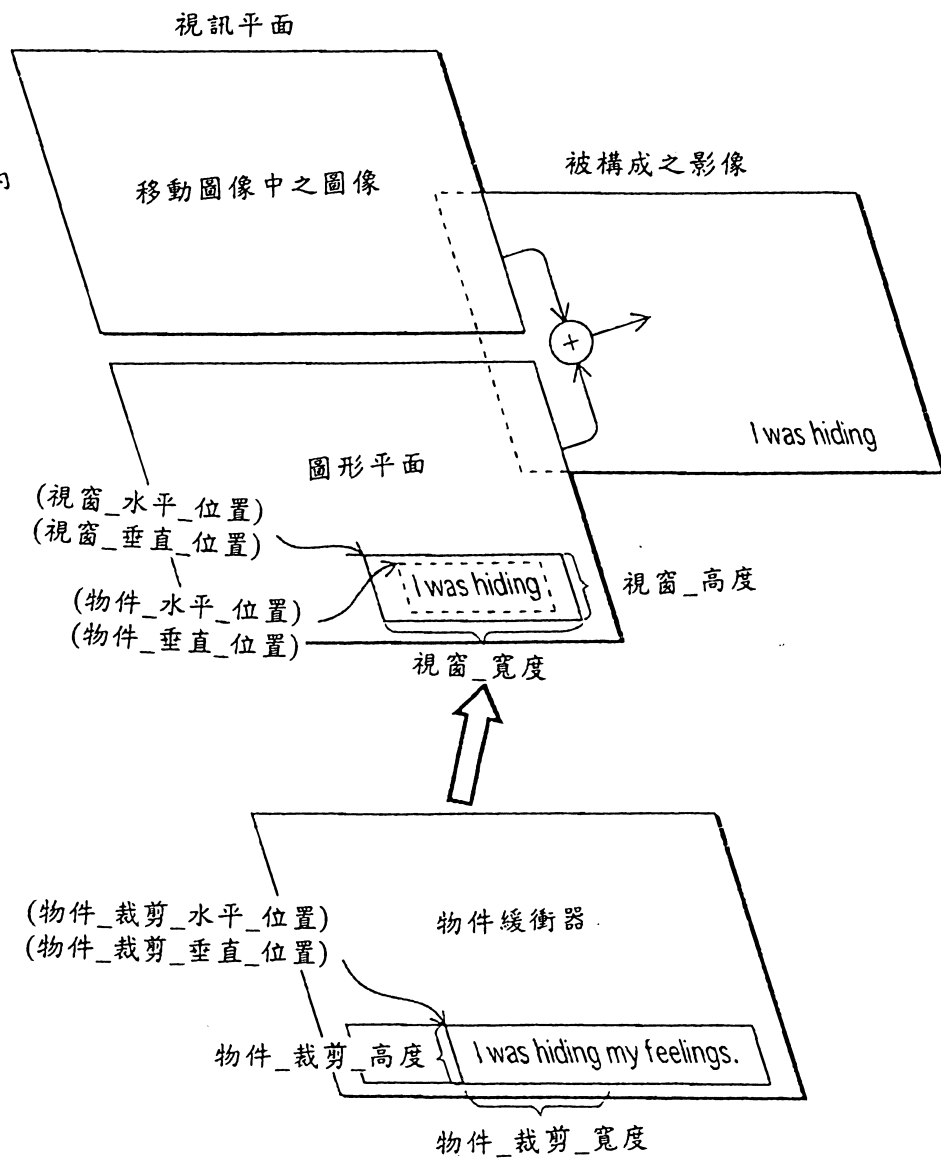 視訊平面
移動圖像中之圖像
被構成之影像
+
I was hiding
圖形平面
(視窗_水平_位置)
(視窗_垂直_位置)
I was hiding
視窗_高度
(物件_水平_位置)
(物件_垂直_位置)
視窗_寬度
(物件_裁剪_水平_位置)
(物件_裁剪_垂直_位置)
物件緩衝器
物件_裁剪_高度
I was hiding my feelings.
物件_裁剪_寬度